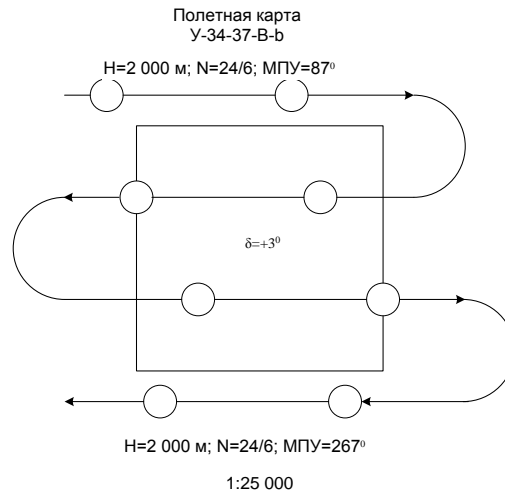 Полетная карта
У-34-37-В-b
Н=2 000 м; N=24/6; МПУ=87⁰
δ=+3⁰
Н=2 000 м; N=24/6; МПУ=267⁰
1:25 000